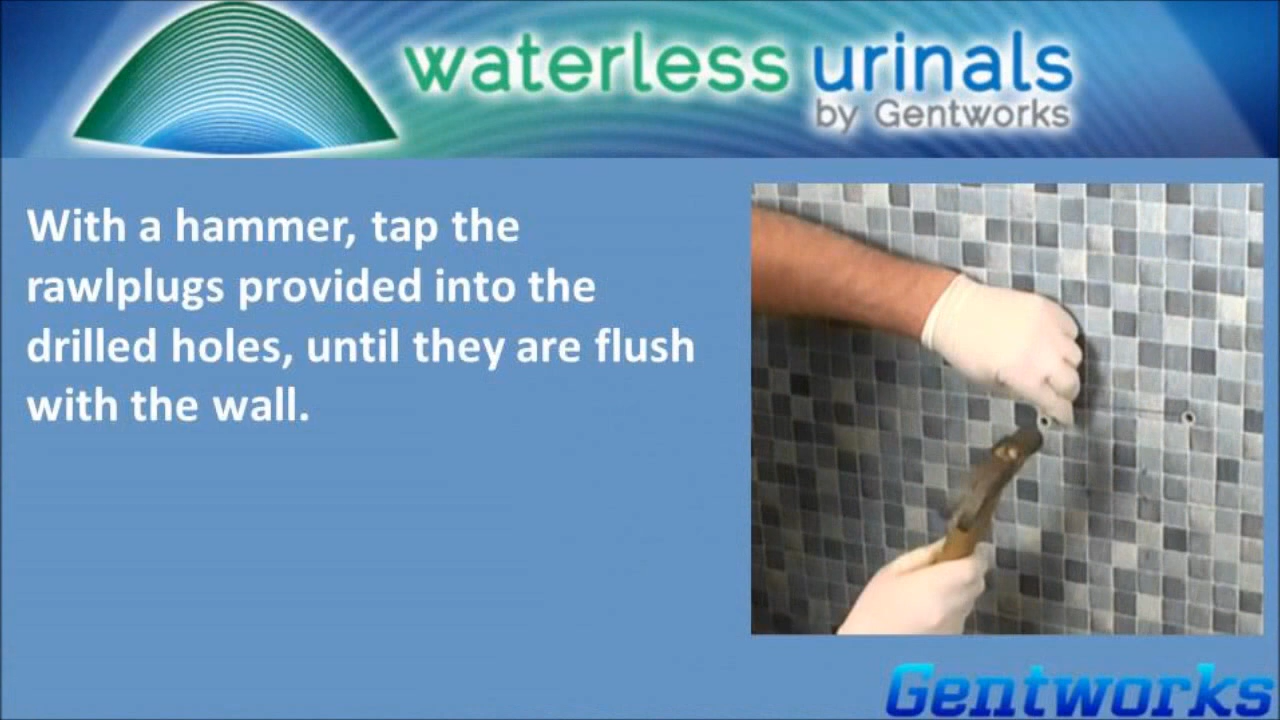 waterless urinals
by Gentworks
With a hammer, tap the
rawlplugs provided into the
drilled holes, until they are flush
with the wall.
Gentworks